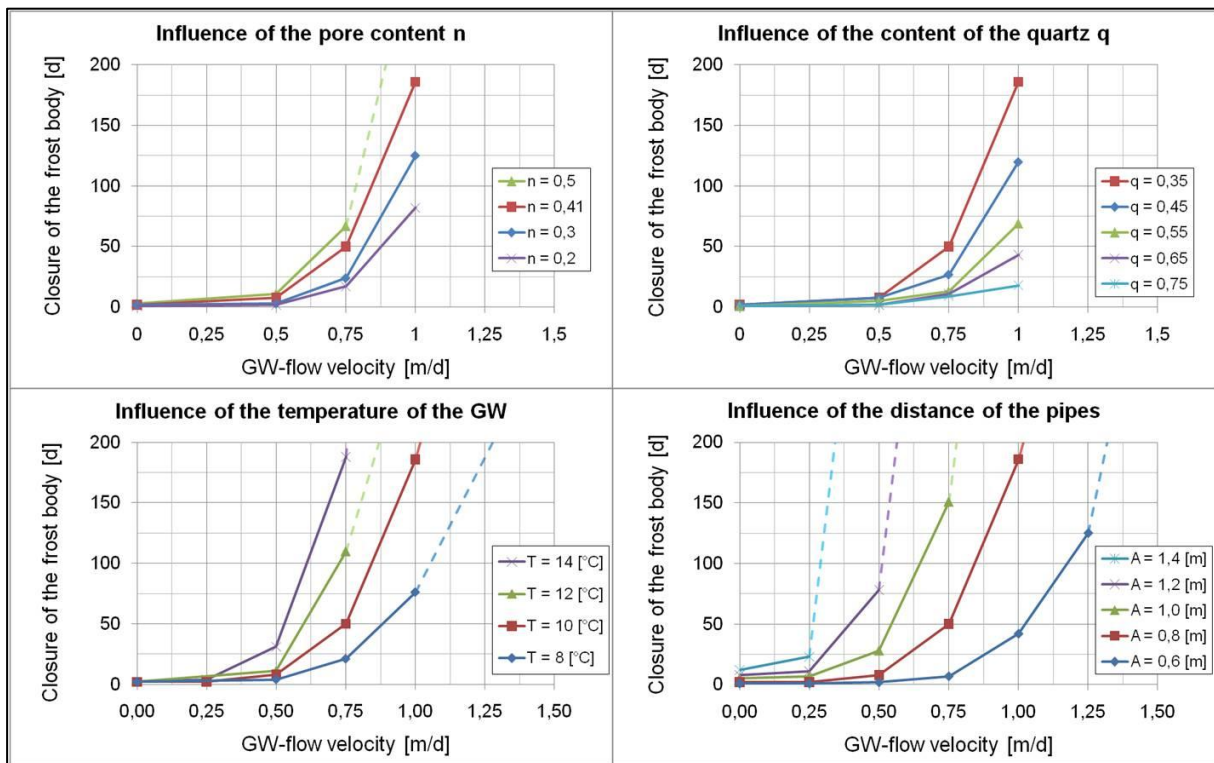 Influence of the pore content n
Closure of the frost body [d]
200
150
100
50
0
n = 0,5
n = 0,41
n = 0,3
n = 0,2
0 0,25 0,5 0,75 1 1,25 1,5
GW-flow velocity [m/d]
Influence of the content of the quartz q
Closure of the frost body [d]
200
150
100
50
0
q = 0,35
q = 0,45
q = 0,55
q = 0,65
q = 0,75
0 0,25 0,5 0,75 1 1,25 1,5
GW-flow velocity [m/d]
Influence of the temperature of the GW
Closure of the frost body [d]
200
150
100
50
0
T = 14 [°C]
T = 12 [°C]
T = 10 [°C]
T = 8 [°C]
0,00 0,25 0,50 0,75 1,00 1,25 1,50
GW-flow velocity [m/d]
Influence of the distance of the pipes
Closure of the frost body [d]
200
150
100
50
0
A = 1,4 [m]
A = 1,2 [m]
A = 1,0 [m]
A = 0,8 [m]
A = 0,6 [m]
0,00 0,25 0,50 0,75 1,00 1,25 1,50
GW-flow velocity [m/d]